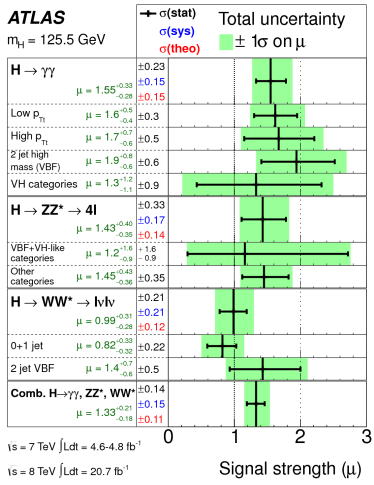 ATLAS
m_H = 125.5 GeV
σ(stat)
σ(sys)
σ(theo)
Total uncertainty
± 1σ on μ
H → γγ
μ = 1.55 +0.33 -0.28
±0.23
±0.15
±0.15
Low p_Tt μ = 1.6 +0.5 -0.4 ±0.3
High p_Tt μ = 1.7 +0.7 -0.6 ±0.5
2 jet high
mass (VBF) μ = 1.9 +0.8 -0.6 ±0.6
VH categories μ = 1.3 +1.2 -1.1 ±0.9
H → ZZ* → 4l
μ = 1.43 +0.40 -0.35
±0.33
±0.17
±0.14
VBF+VH-like
categories μ = 1.2 +1.6 -0.9 +1.6 -0.9
Other
categories μ = 1.45 +0.43 -0.36 ±0.35
H → WW* → lνlν
μ = 0.99 +0.31 -0.28
±0.21
±0.21
±0.12
0+1 jet μ = 0.82 +0.33 -0.32 ±0.22
2 jet VBF μ = 1.4 +0.7 -0.6 ±0.5
Comb. H→γγ, ZZ*, WW*
μ = 1.33 +0.21 -0.18
±0.14
±0.15
±0.11
√s = 7 TeV ∫Ldt = 4.6-4.8 fb⁻¹
√s = 8 TeV ∫Ldt = 20.7 fb⁻¹
0 1 2 3
Signal strength (μ)